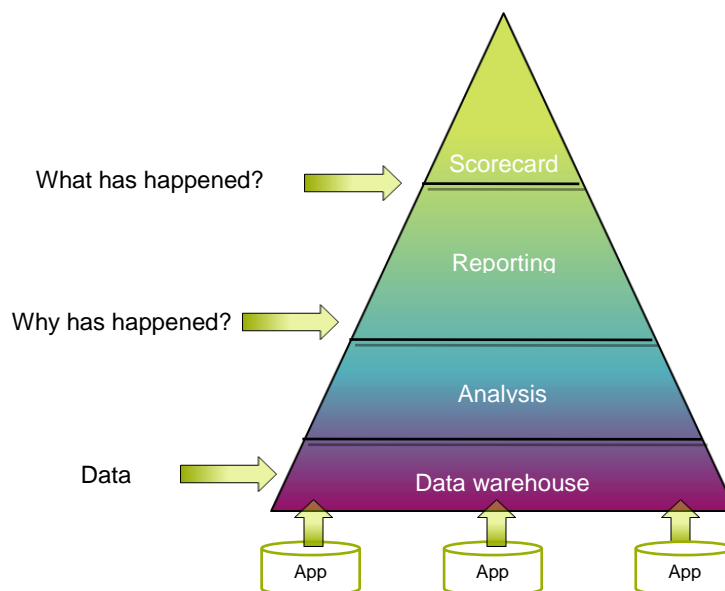 Scorecard
What has happened?
Reporting
Why has happened?
Analysis
Data
Data warehouse
App
App
App